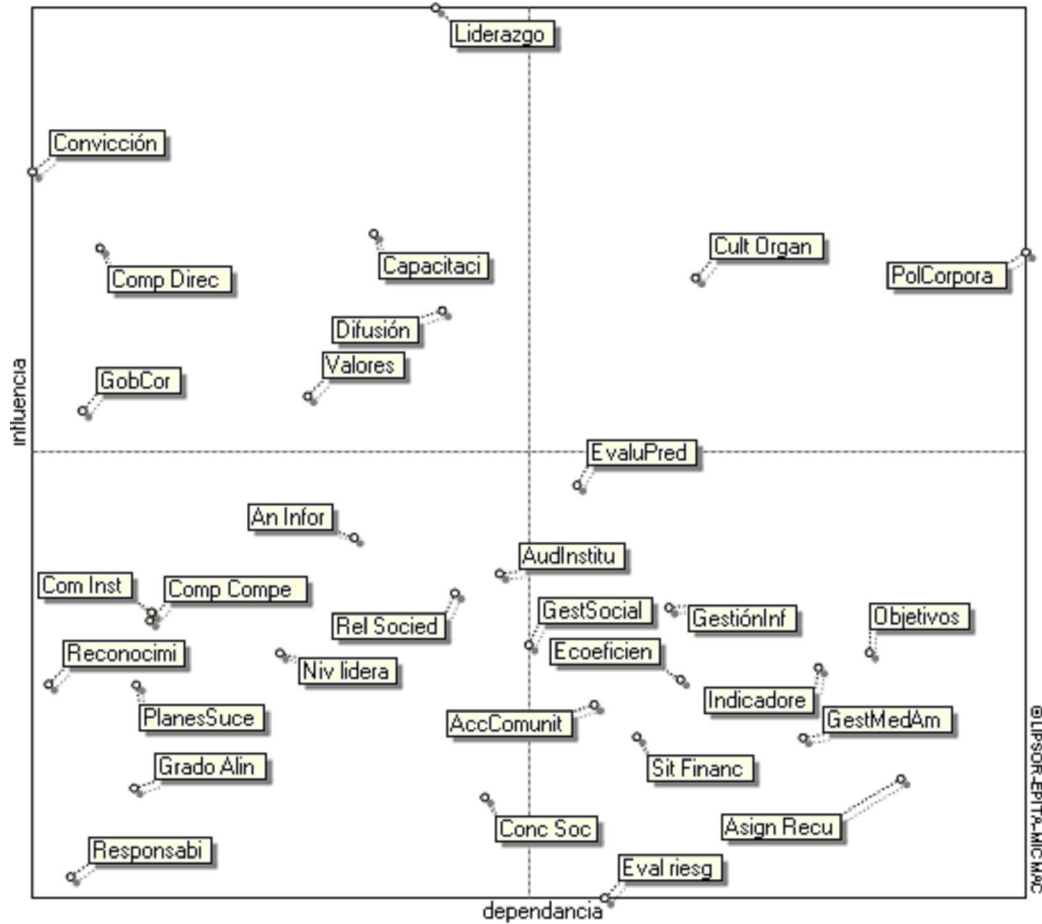 Liderazgo
Convicción
Cult Organ
Capacitaci
PolCorpora
Comp Direc
Difusión
Valores
GobCor
influencia
EvaluPred
An Infor
AudInstitu
Com Inst
Comp Compe
GestSocial
GestiónInf
Objetivos
Rel Socied
Reconocimi
Ecoeficien
Niv lidera
Indicadore
PlanesSuce
AccComunit
GestMedAm
Grado Alin
Sit Financ
Conc Soc
Asign Recu
Responsabi
Eval riesg
dependancia
©LIPSOR-EPITA-MICMAC